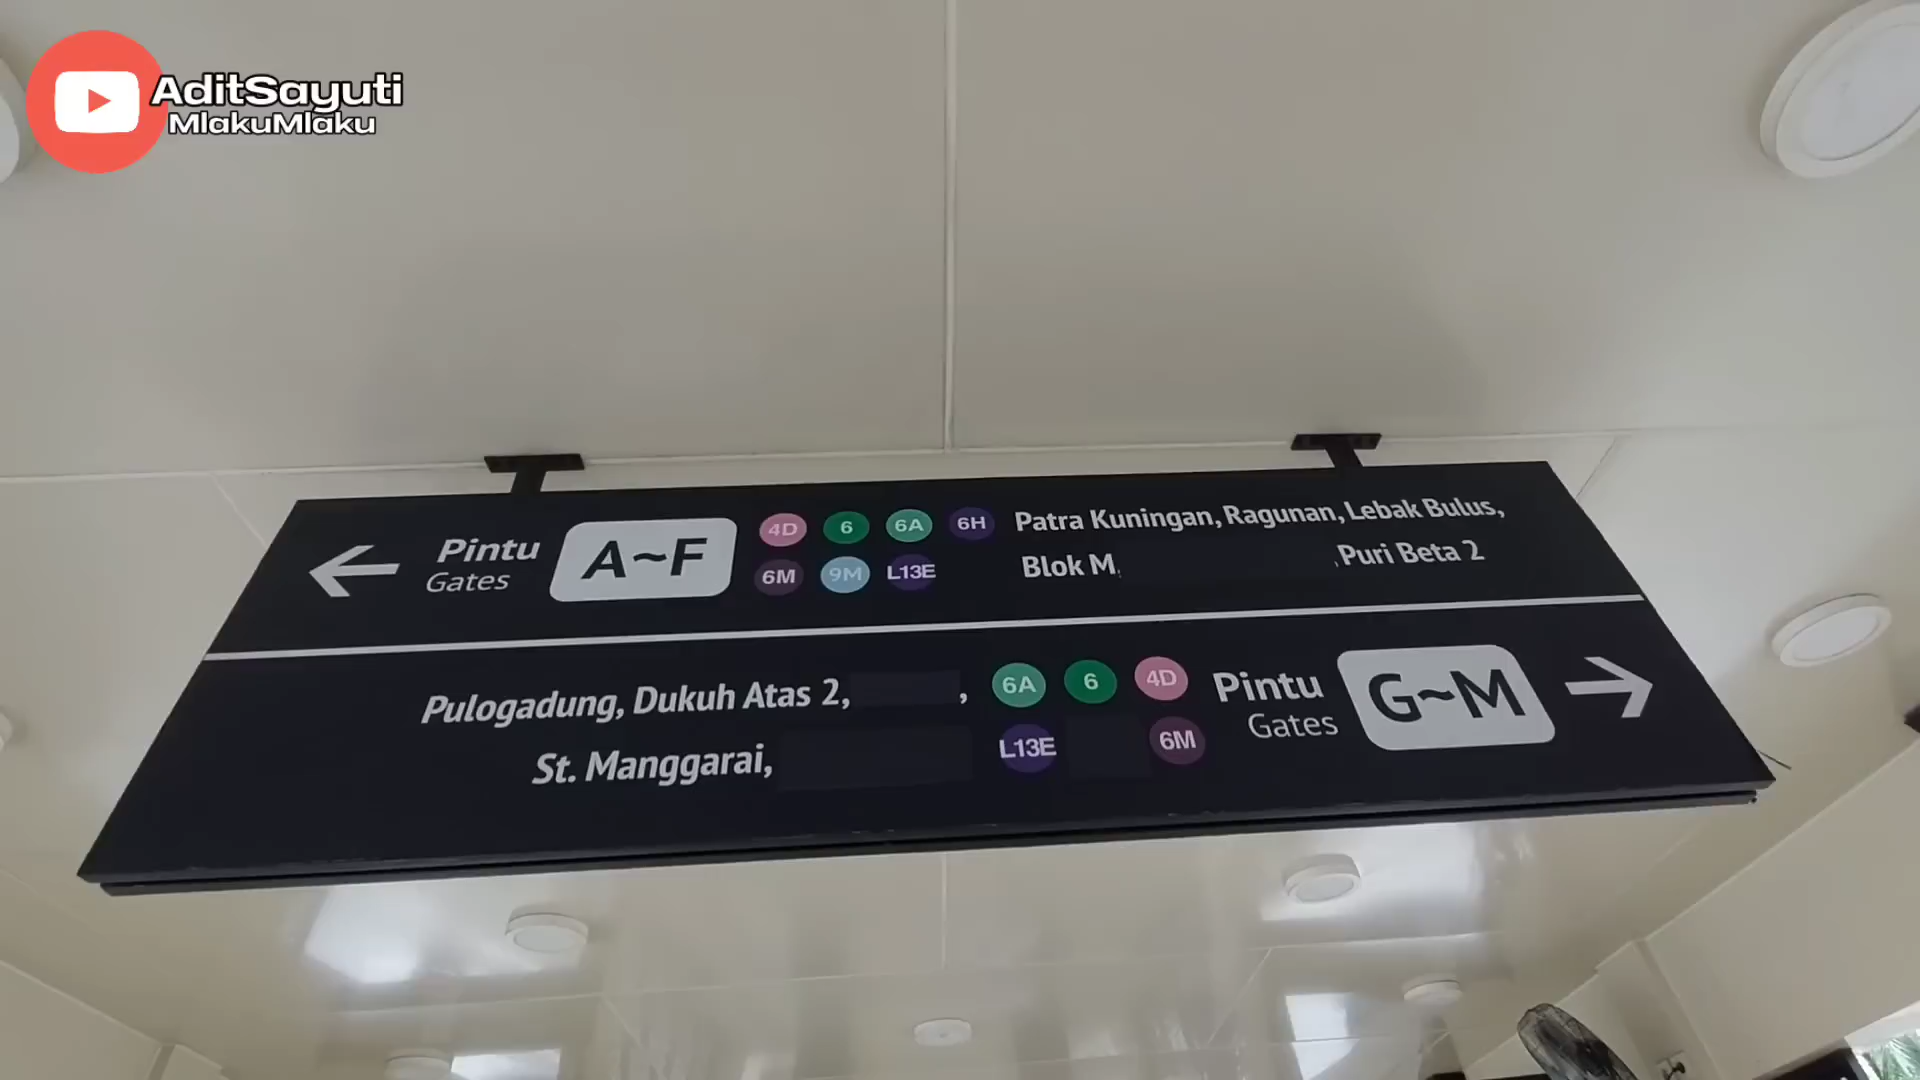 AditSayuti
MlakuMlaku
Pintu
Gates
A~F
4D 6 6A 6H
6M 9M L13E
Patra Kuningan, Ragunan, Lebak Bulus,
Blok M, , Puri Beta 2
Pulogadung, Dukuh Atas 2, ,
St. Manggarai,
6A 6 4D
L13E 6M
Pintu
Gates
G~M